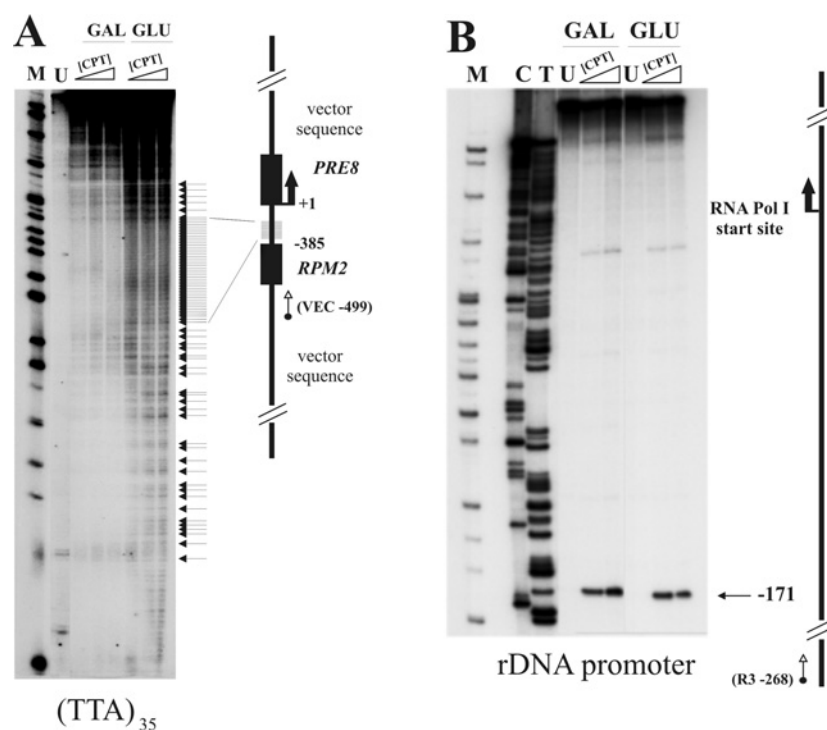 A
GAL GLU
[CPT] [CPT]
M U
vector
sequence
PRE8
+1
-385
RPM2
(VEC -499)
vector
sequence
(TTA)35
B
GAL GLU
[CPT] [CPT]
M C T U U
RNA Pol I
start site
-171
rDNA promoter
(R3 -268)